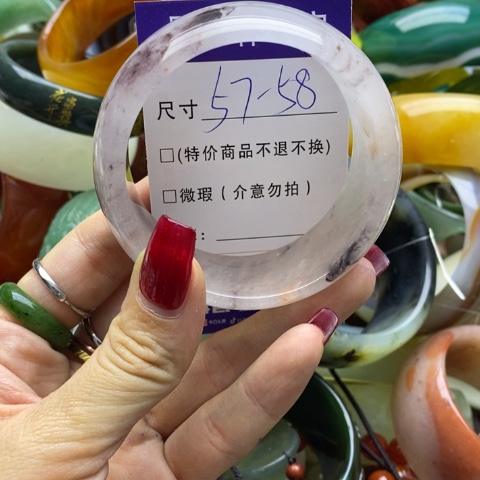 尺寸 57-58
□(特价商品不退不换)
□微瑕(介意勿拍)
: